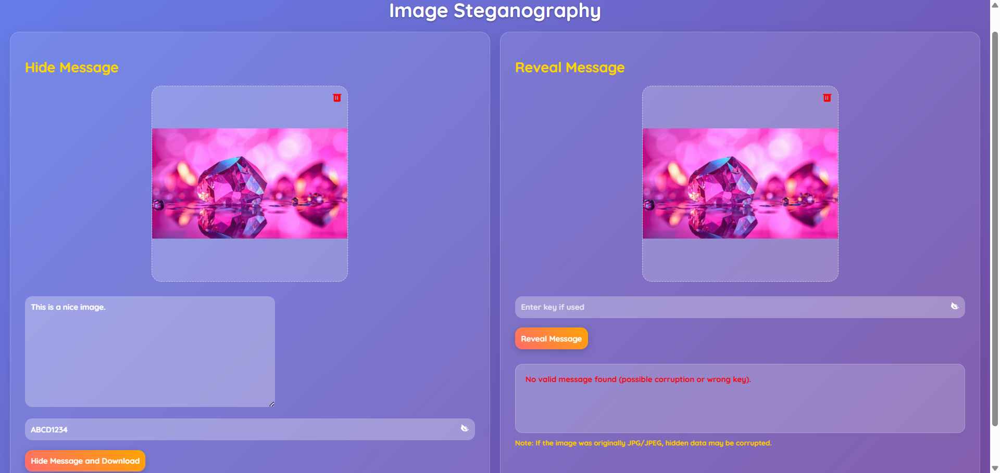 Image Steganography
Hide Message
This is a nice image.
ABCD1234
Hide Message and Download
Reveal Message
Enter key if used
Reveal Message
No valid message found (possible corruption or wrong key).
Note: If the image was originally JPG/JPEG, hidden data may be corrupted.